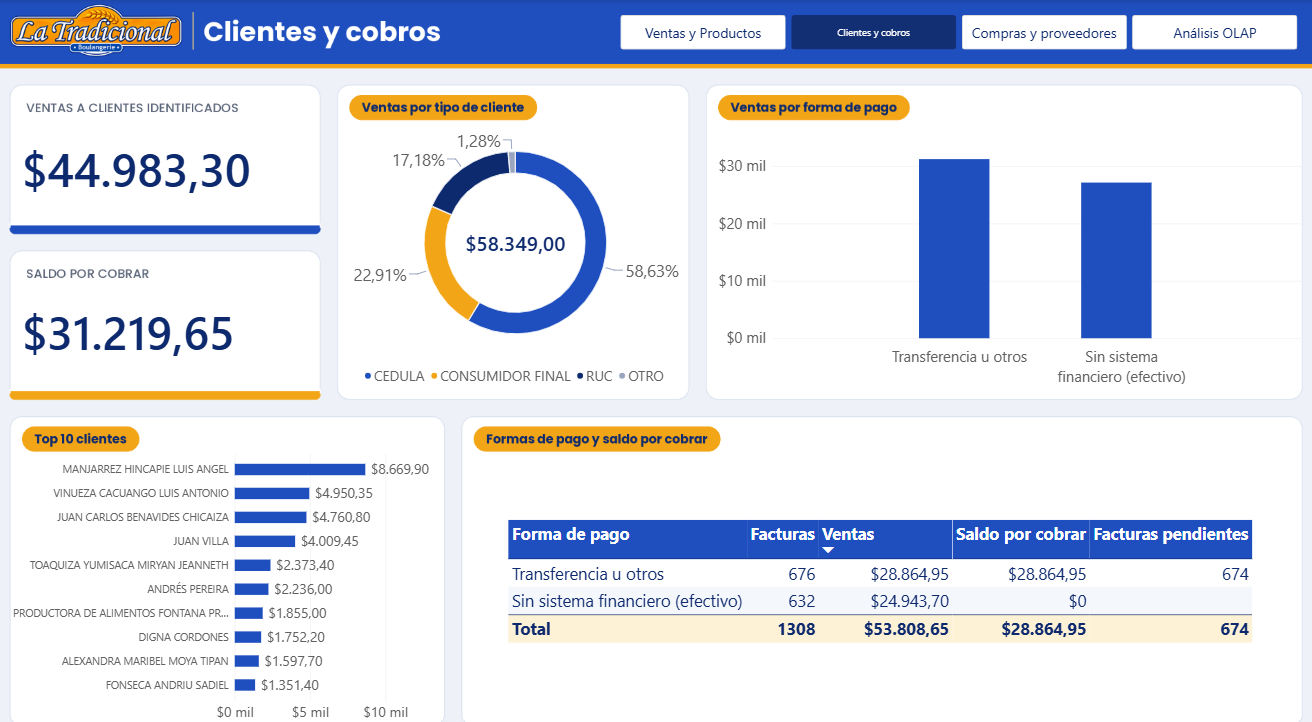 La Tradicional
Boulangerie
Clientes y cobros
Ventas y Productos
Clientes y cobros
Compras y proveedores
Análisis OLAP
VENTAS A CLIENTES IDENTIFICADOS
$44.983,30
SALDO POR COBRAR
$31.219,65
Ventas por tipo de cliente
1,28%
17,18%
$58.349,00
22,91%
58,63%
CEDULA CONSUMIDOR FINAL RUC OTRO
Ventas por forma de pago
$30 mil
$20 mil
$10 mil
$0 mil
Transferencia u otros
Sin sistema
financiero (efectivo)
Top 10 clientes
MANJARREZ HINCAPIE LUIS ANGEL $8.669,90
VINUEZA CACUANGO LUIS ANTONIO $4.950,35
JUAN CARLOS BENAVIDES CHICAIZA $4.760,80
JUAN VILLA $4.009,45
TOAQUIZA YUMISACA MIRYAN JEANNETH $2.373,40
ANDRÉS PEREIRA $2.236,00
PRODUCTORA DE ALIMENTOS FONTANA PR... $1.855,00
DIGNA CORDONES $1.752,20
ALEXANDRA MARIBEL MOYA TIPAN $1.597,70
FONSECA ANDRIU SADIEL $1.351,40
$0 mil $5 mil $10 mil
Formas de pago y saldo por cobrar
Forma de pago Facturas Ventas Saldo por cobrar Facturas pendientes
Transferencia u otros 676 $28.864,95 $28.864,95 674
Sin sistema financiero (efectivo) 632 $24.943,70 $0
Total 1308 $53.808,65 $28.864,95 674